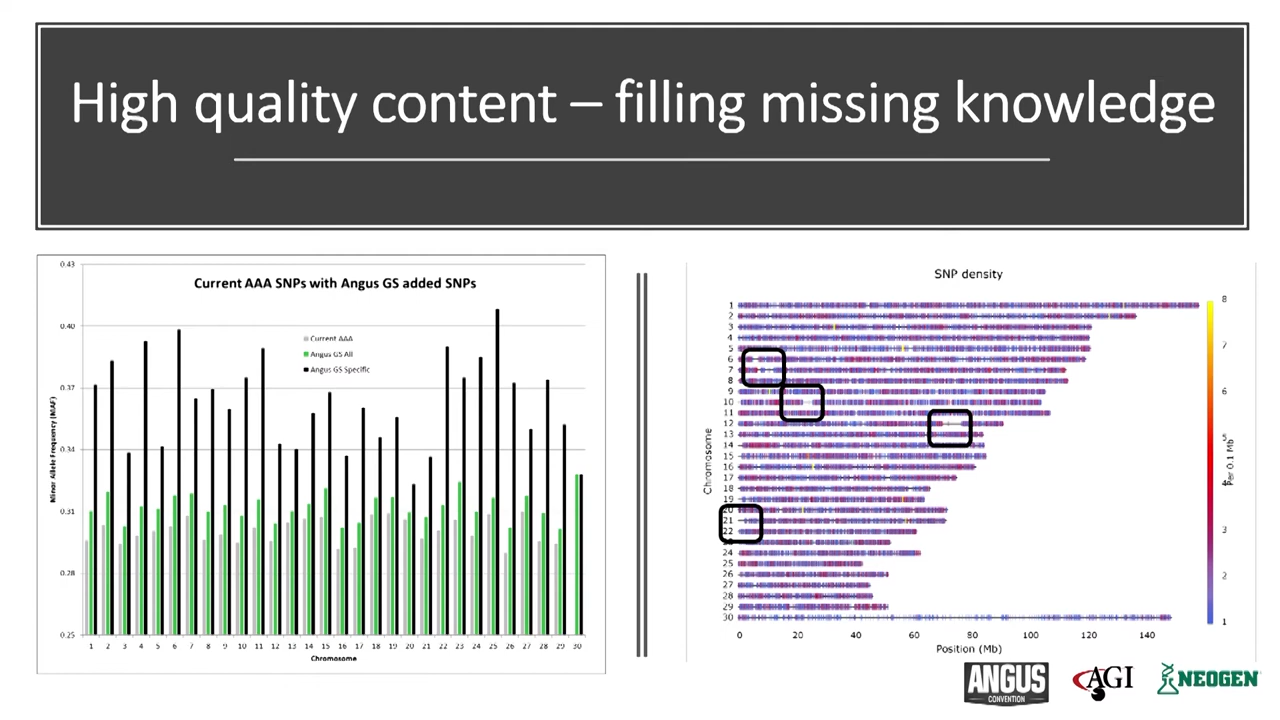 High quality content – filling missing knowledge
Current AAA SNPs with Angus GS added SNPs
Current AAA
Angus GS All
Angus GS Specific
Minor Allele Frequency (MAF)
0.43
0.40
0.37
0.34
0.31
0.28
0.25
1 2 3 4 5 6 7 8 9 10 11 12 13 14 15 16 17 18 19 20 21 22 23 24 25 26 27 28 29 30
Chromosome
SNP density
Chromosome
1
2
3
4
5
6
7
8
9
10
11
12
13
14
15
16
17
18
19
20
21
22
23
24
25
26
27
28
29
30
0 20 40 60 80 100 120 140
Position (Mb)
8
7
6
5
4
3
2
1
Per 0.1 Mb
ANGUS
CONVENTION
AGI
NEOGEN